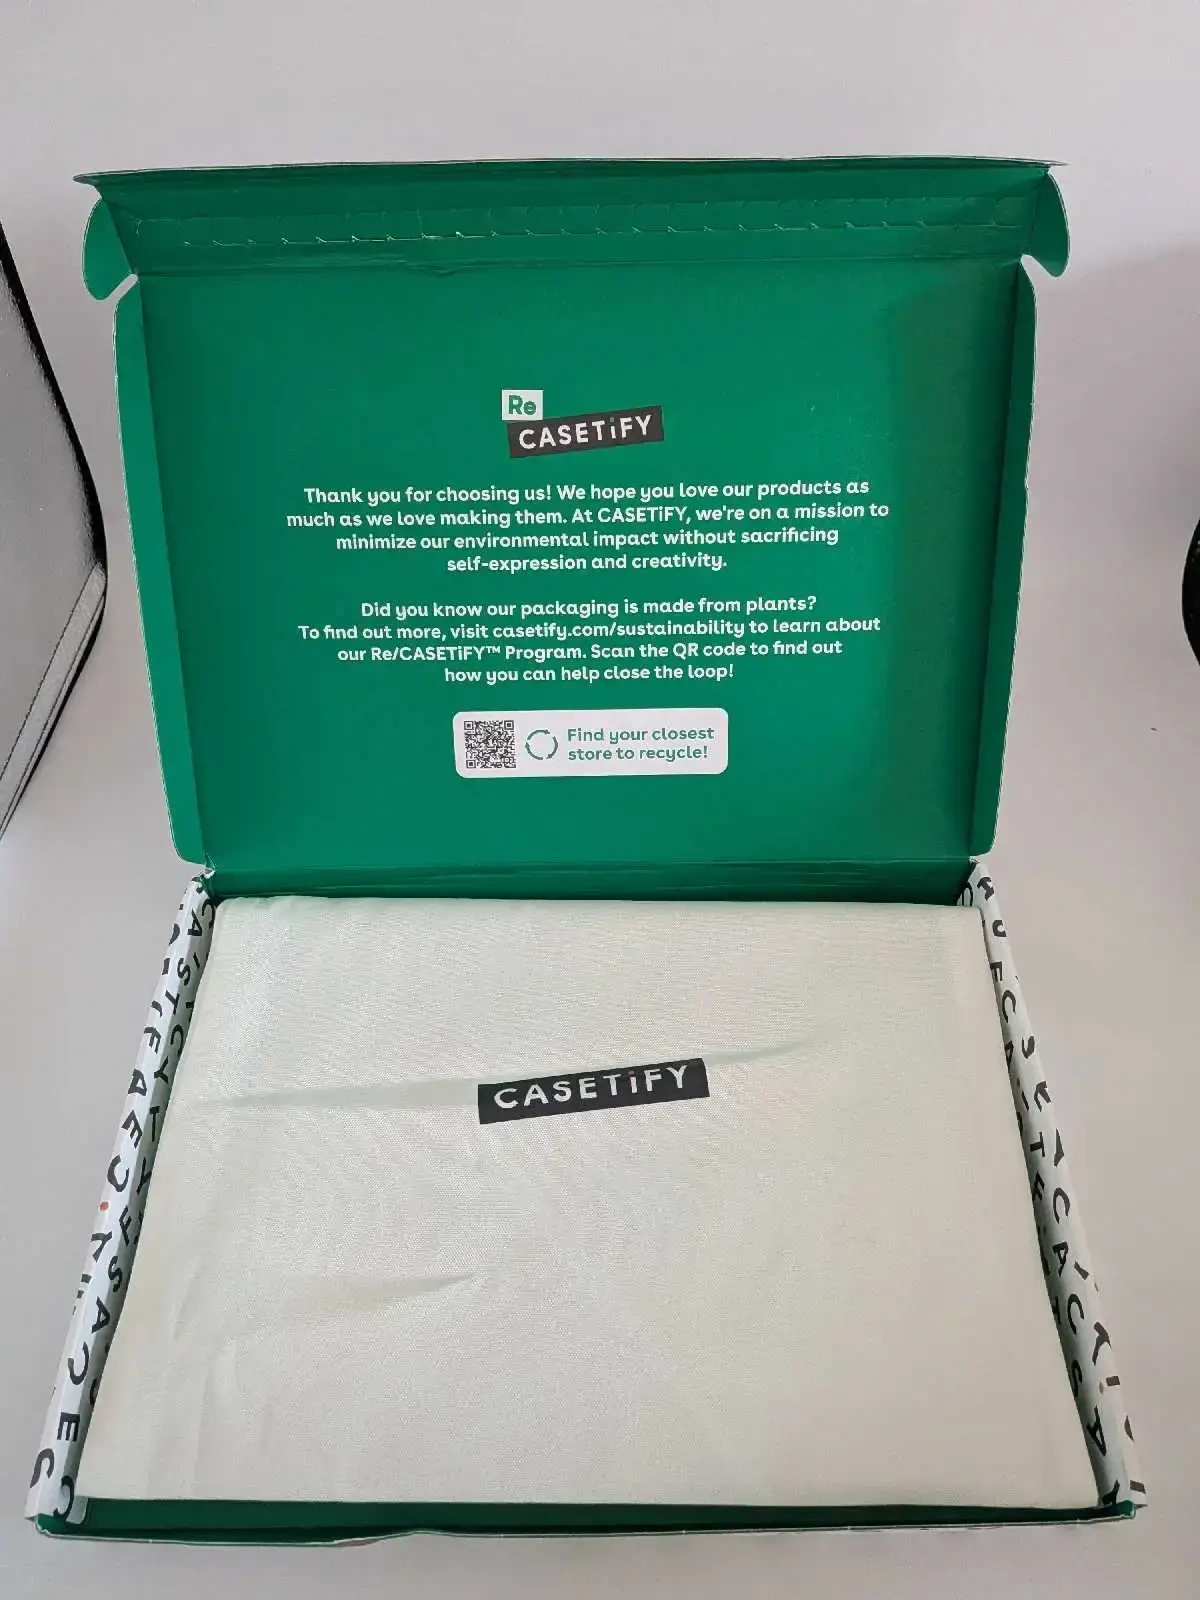 Re
CASETiFY
Thank you for choosing us! We hope you love our products as
much as we love making them. At CASETiFY, we're on a mission to
minimize our environmental impact without sacrificing
self-expression and creativity.
Did you know our packaging is made from plants?
To find out more, visit casetify.com/sustainability to learn about
our Re/CASETiFY™ Program. Scan the QR code to find out
how you can help close the loop!
Find your closest
store to recycle!
CASETiFY